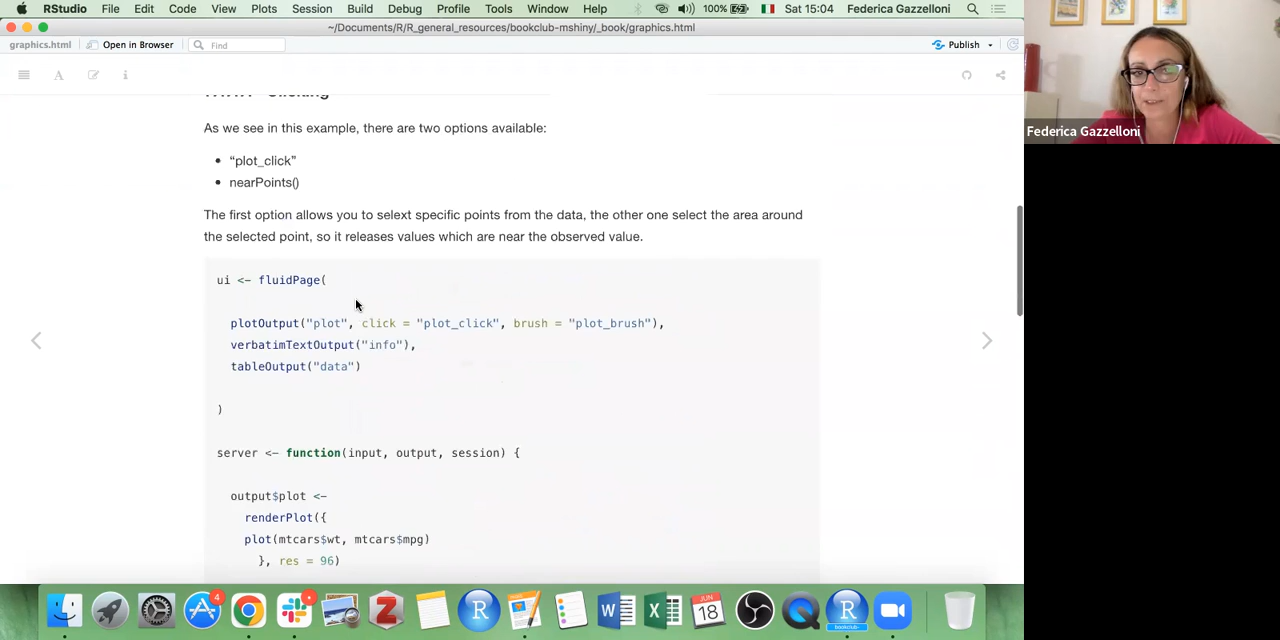 RStudio File Edit Code View Plots Session Build Debug Profile Tools Window Help 100% Sat 15:04 Federica Gazzelloni
~/Documents/R/R_general_resources/bookclub-mshiny/_book/graphics.html
graphics.html Open in Browser Find Publish
Clicking
As we see in this example, there are two options available:
• “plot_click”
• nearPoints()
The first option allows you to selext specific points from the data, the other one select the area around
the selected point, so it releases values which are near the observed value.
ui <- fluidPage(
plotOutput("plot", click = "plot_click", brush = "plot_brush"),
verbatimTextOutput("info"),
tableOutput("data")
)
server <- function(input, output, session) {
output$plot <-
renderPlot({
plot(mtcars$wt, mtcars$mpg)
}, res = 96)
Federica Gazzelloni
4
JUN
18
bookclub-